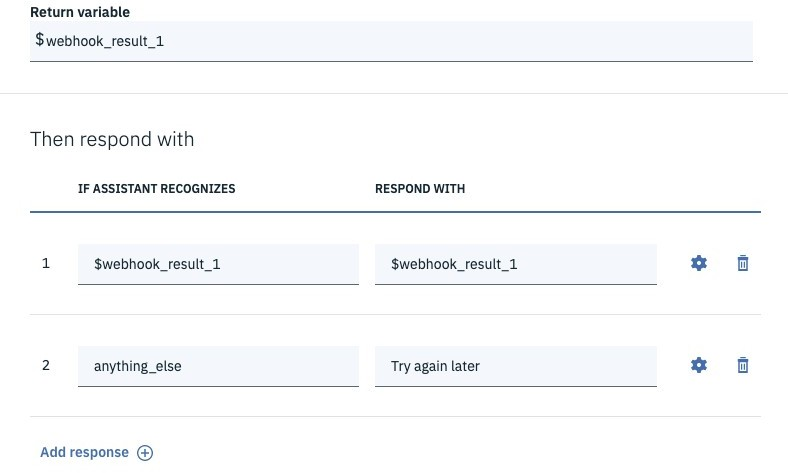 Return variable
$webhook_result_1
Then respond with
IF ASSISTANT RECOGNIZES RESPOND WITH
1 $webhook_result_1 $webhook_result_1
2 anything_else Try again later
Add response